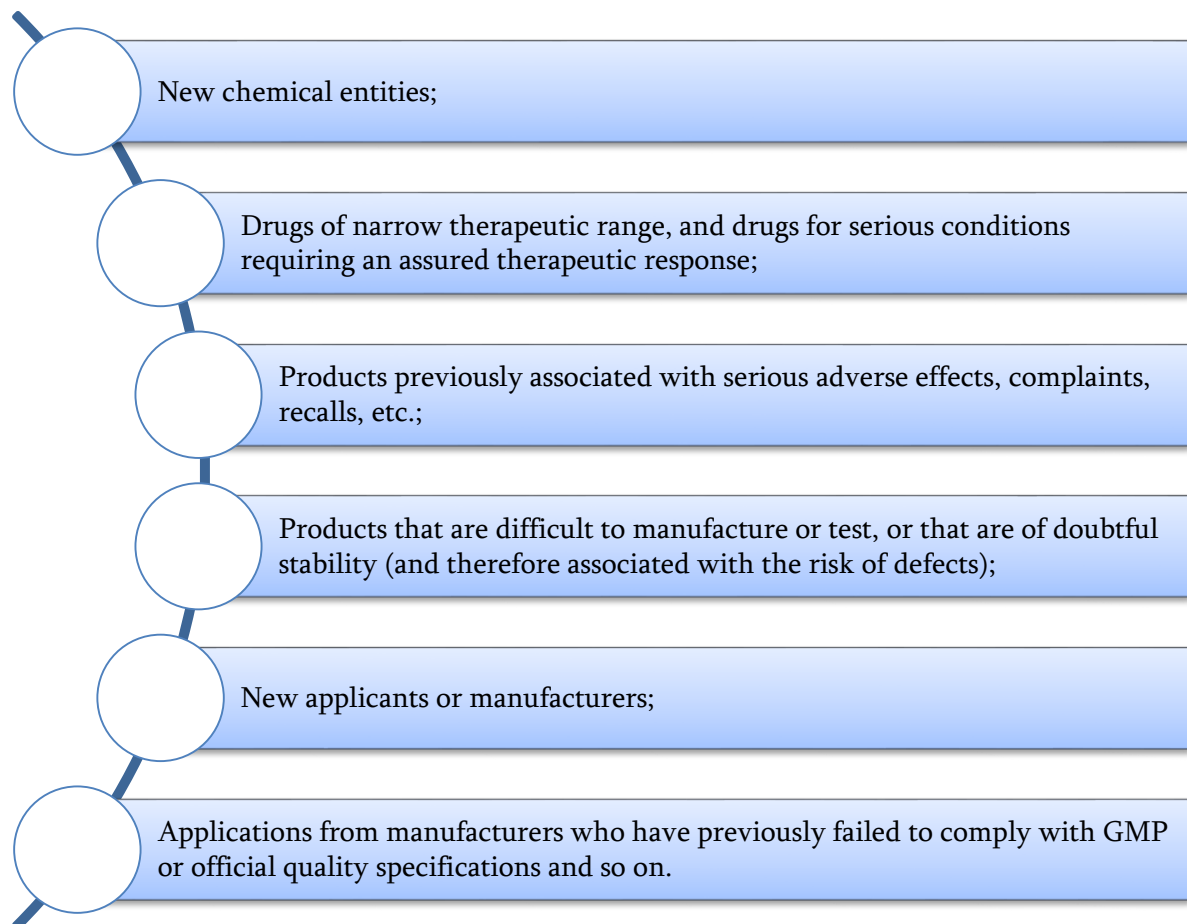 New chemical entities;
Drugs of narrow therapeutic range, and drugs for serious conditions
requiring an assured therapeutic response;
Products previously associated with serious adverse effects, complaints,
recalls, etc.;
Products that are difficult to manufacture or test, or that are of doubtful
stability (and therefore associated with the risk of defects);
New applicants or manufacturers;
Applications from manufacturers who have previously failed to comply with GMP
or official quality specifications and so on.